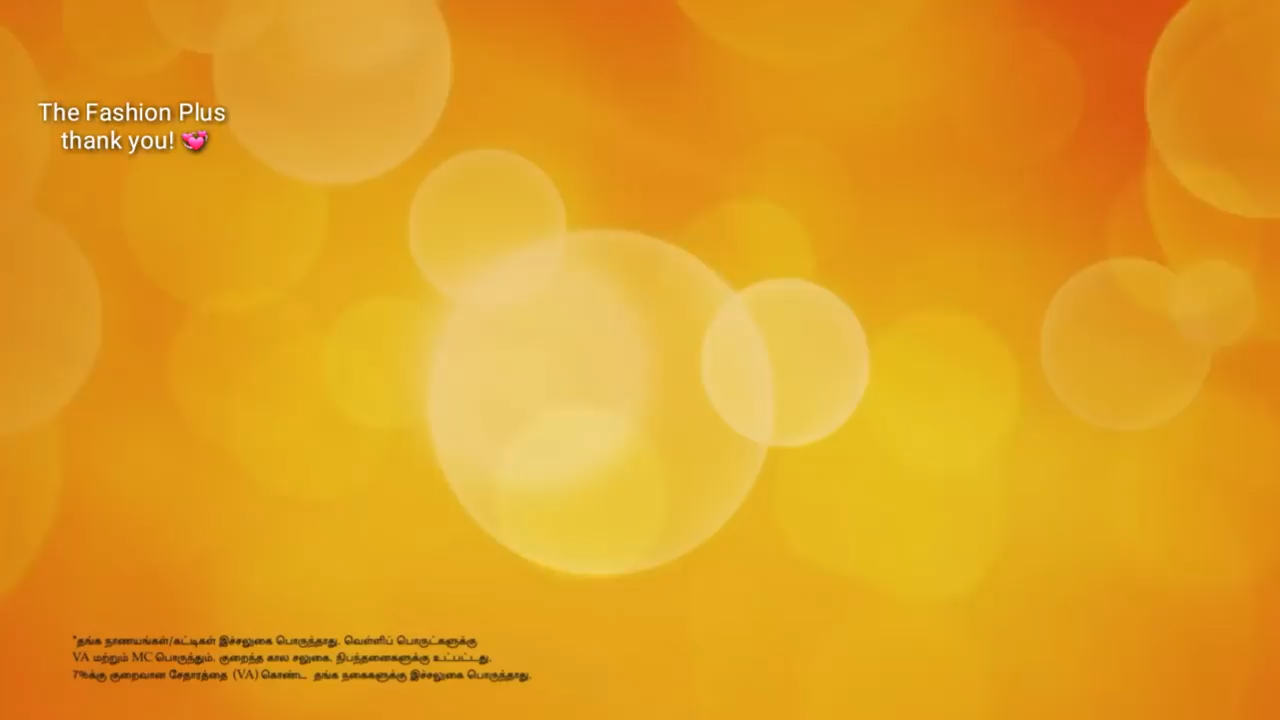 The Fashion Plus
thank you! 💞
*தங்க நாணயங்கள்/கட்டிகள் இச்சலுகை பொருந்தாது. வெள்ளிப் பொருட்களுக்கு
VA மற்றும் MC பொருந்தும். குறைந்த கால சலுகை. நிபந்தனைகளுக்கு உட்பட்டது.
7%க்கு குறைவான சேதாரத்தை (VA) கொண்ட தங்க நகைகளுக்கு இச்சலுகை பொருந்தாது.